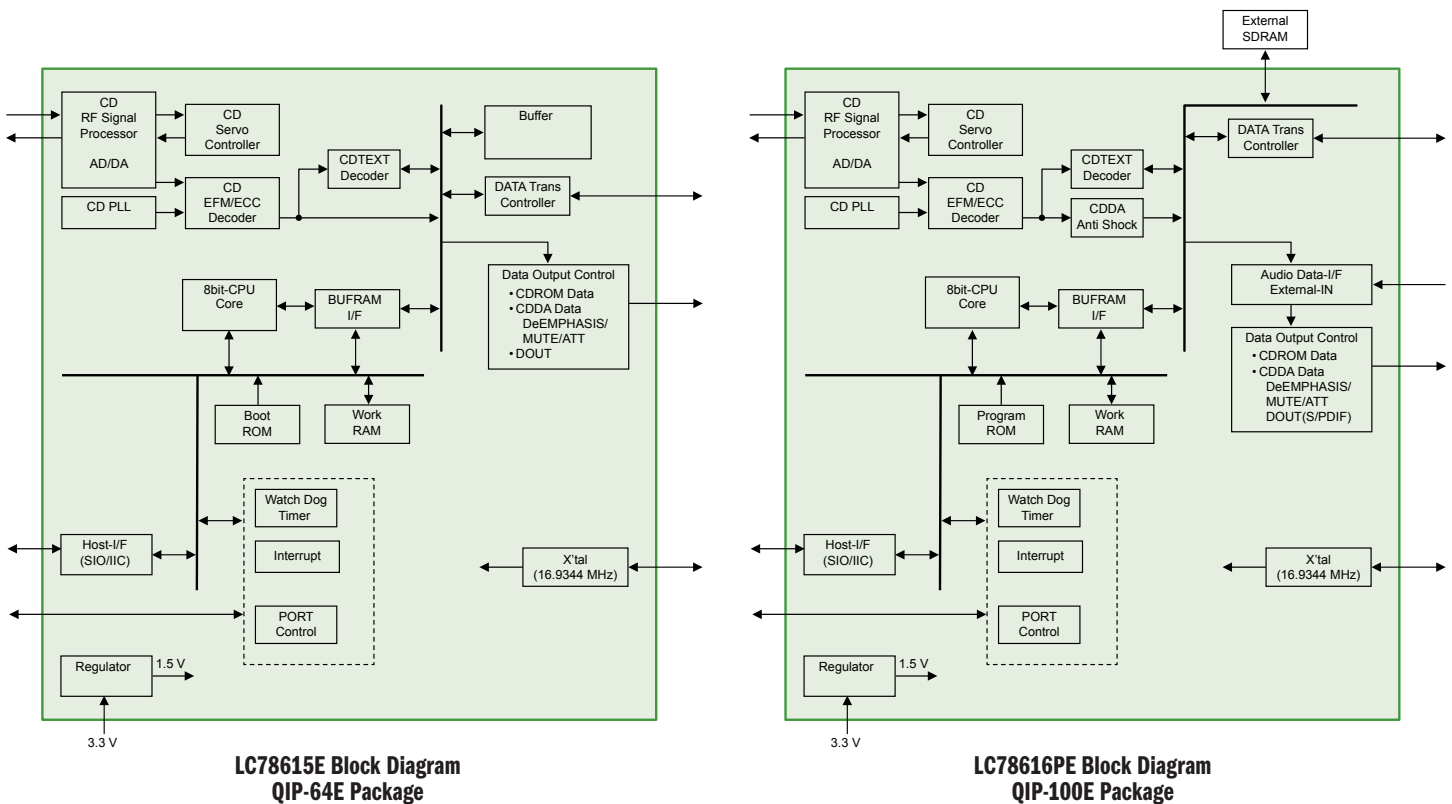 CD
RF Signal
Processor
AD/DA
CD
Servo
Controller
CD PLL
CD
EFM/ECC
Decoder
CDTEXT
Decoder
Buffer
DATA Trans
Controller
Data Output Control
• CDROM Data
• CDDA Data
DeEMPHASIS/
MUTE/ATT
• DOUT
8bit-CPU
Core
BUFRAM
I/F
Boot
ROM
Work
RAM
Watch Dog
Timer
Interrupt
PORT
Control
Host-I/F
(SIO/IIC)
X'tal
(16.9344 MHz)
Regulator
1.5 V
3.3 V
LC78615E Block Diagram
QIP-64E Package
External
SDRAM
CD
RF Signal
Processor
AD/DA
CD
Servo
Controller
CD PLL
CD
EFM/ECC
Decoder
CDTEXT
Decoder
CDDA
Anti Shock
DATA Trans
Controller
Audio Data-I/F
External-IN
Data Output Control
• CDROM Data
• CDDA Data
DeEMPHASIS/
MUTE/ATT
DOUT(S/PDIF)
8bit-CPU
Core
BUFRAM
I/F
Program
ROM
Work
RAM
Watch Dog
Timer
Interrupt
PORT
Control
Host-I/F
(SIO/IIC)
X'tal
(16.9344 MHz)
Regulator
1.5 V
3.3 V
LC78616PE Block Diagram
QIP-100E Package